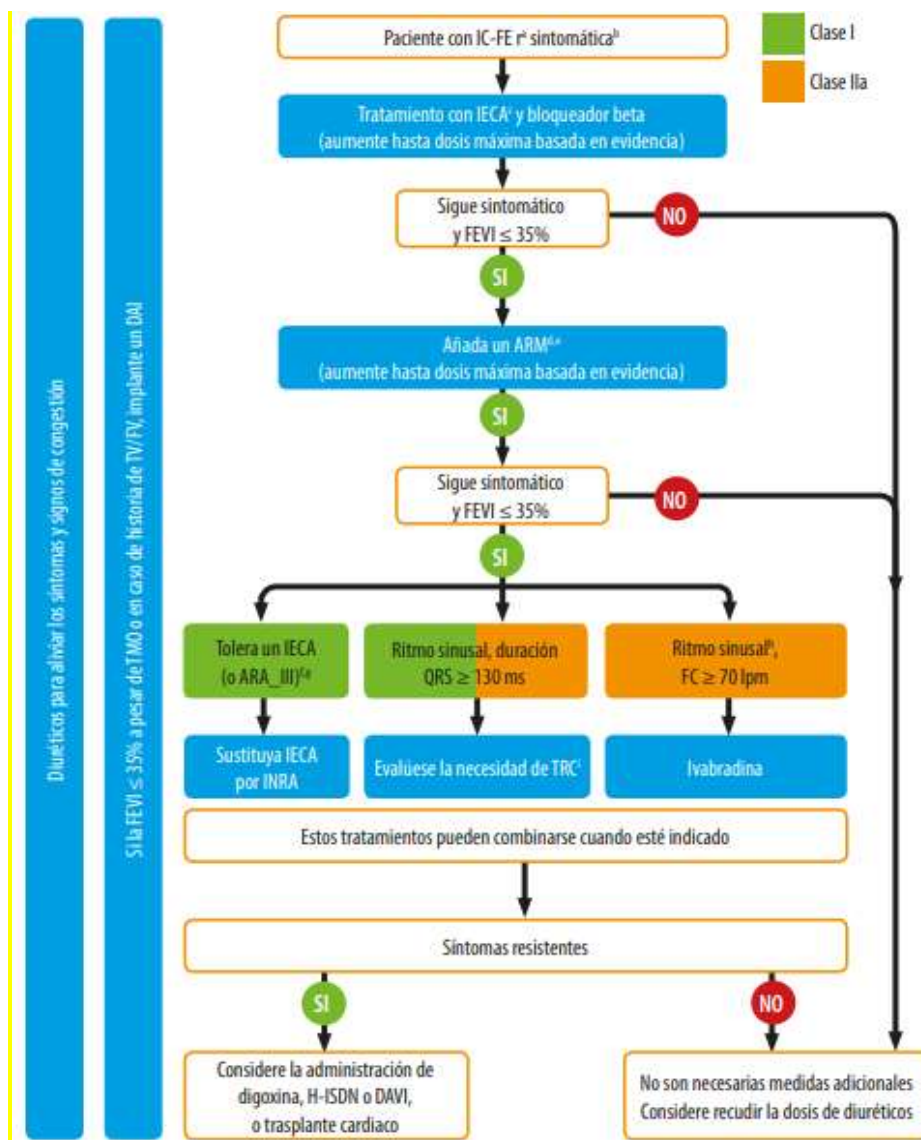 Paciente con IC-FE rᵃ sintomáticaᵇ
Clase I
Clase IIa
Tratamiento con IECAᶜ y bloqueador beta
(aumente hasta dosis máxima basada en evidencia)
Sigue sintomático
y FEVI ≤ 35%
NO
SI
Añada un ARMᵈ,ᵉ
(aumente hasta dosis máxima basada en evidencia)
SI
Sigue sintomático
y FEVI ≤ 35%
NO
SI
Tolera un IECA
(o ARA_III)ᶠ,ᵍ
Ritmo sinusal, duración
QRS ≥ 130 ms
Ritmo sinusalʰ,
FC ≥ 70 lpm
Sustituya IECA
por INRA
Evalúese la necesidad de TRCⁱ
Ivabradina
Estos tratamientos pueden combinarse cuando esté indicado
Síntomas resistentes
SI
NO
Considere la administración de
digoxina, H-ISDN o DAVI,
o trasplante cardiaco
No son necesarias medidas adicionales
Considere recudir la dosis de diuréticos
Diuréticos para aliviar los síntomas y signos de congestión
Si la FEVI ≤ 35% a pesar de TMO o en caso de historia de TV/FV, implante un DAI